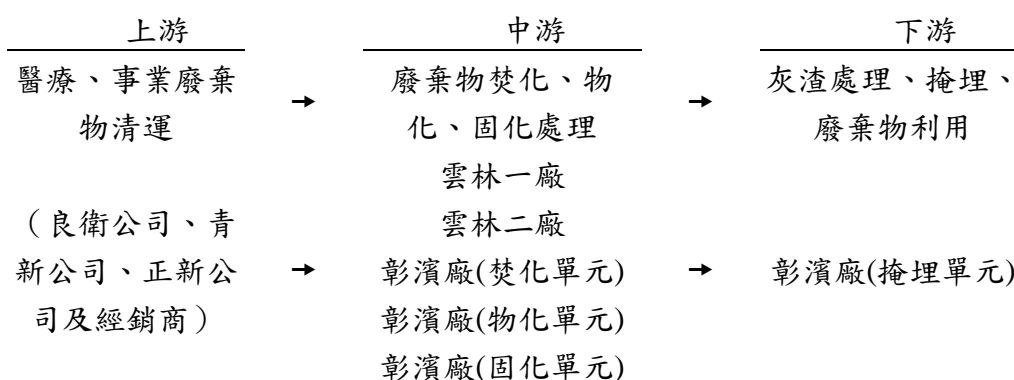 上游
醫療、事業廢棄
物清運
（良衛公司、青
新公司、正新公
司及經銷商）
→
→
中游
廢棄物焚化、物
化、固化處理
雲林一廠
雲林二廠
彰濱廠(焚化單元)
彰濱廠(物化單元)
彰濱廠(固化單元)
→
→
下游
灰渣處理、掩埋、
廢棄物利用
彰濱廠(掩埋單元)